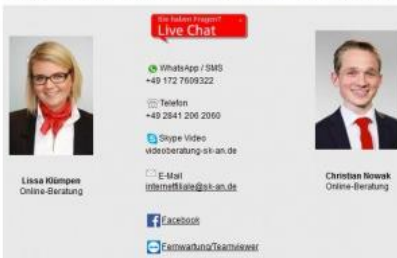 Sie haben Fragen?
Live Chat
WhatsApp / SMS
+49 172 7609322
Telefon
+49 2841 206 2060
Skype Video
videoberatung-sk-an.de
E-Mail
internetfiliale@sk-an.de
Facebook
Fernwartung/Teamviewer
Lissa Klümpen
Online-Beratung
Christian Nowak
Online-Beratung